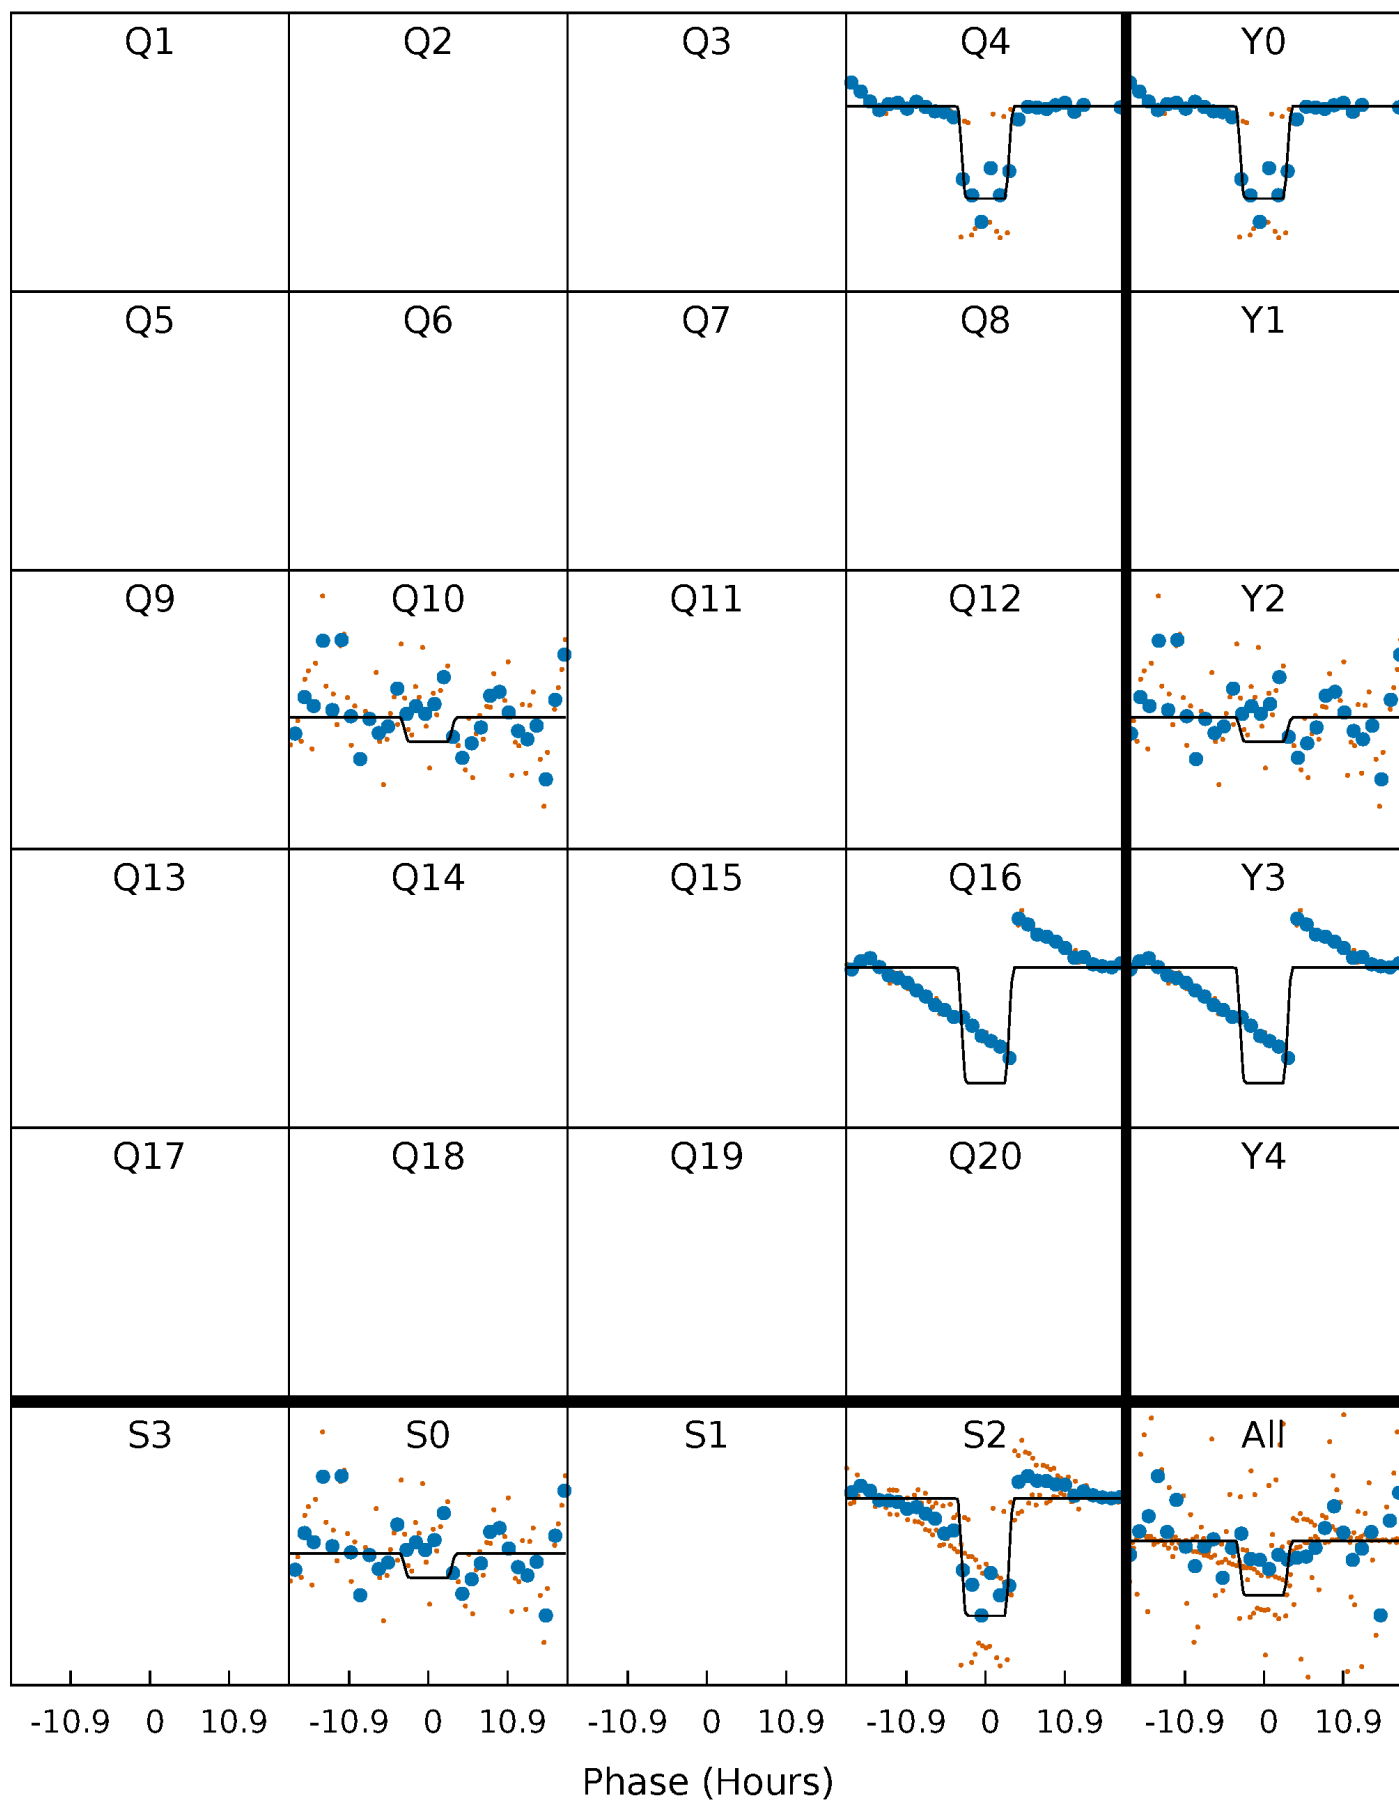 Q1 Q2 Q3 Q4 Y0
Q5 Q6 Q7 Q8 Y1
Q9 Q10 Q11 Q12 Y2
Q13 Q14 Q15 Q16 Y3
Q17 Q18 Q19 Q20 Y4
S3 S0 S1 S2 All
-10.9 0 10.9 -10.9 0 10.9 -10.9 0 10.9 -10.9 0 10.9 -10.9 0 10.9
Phase (Hours)